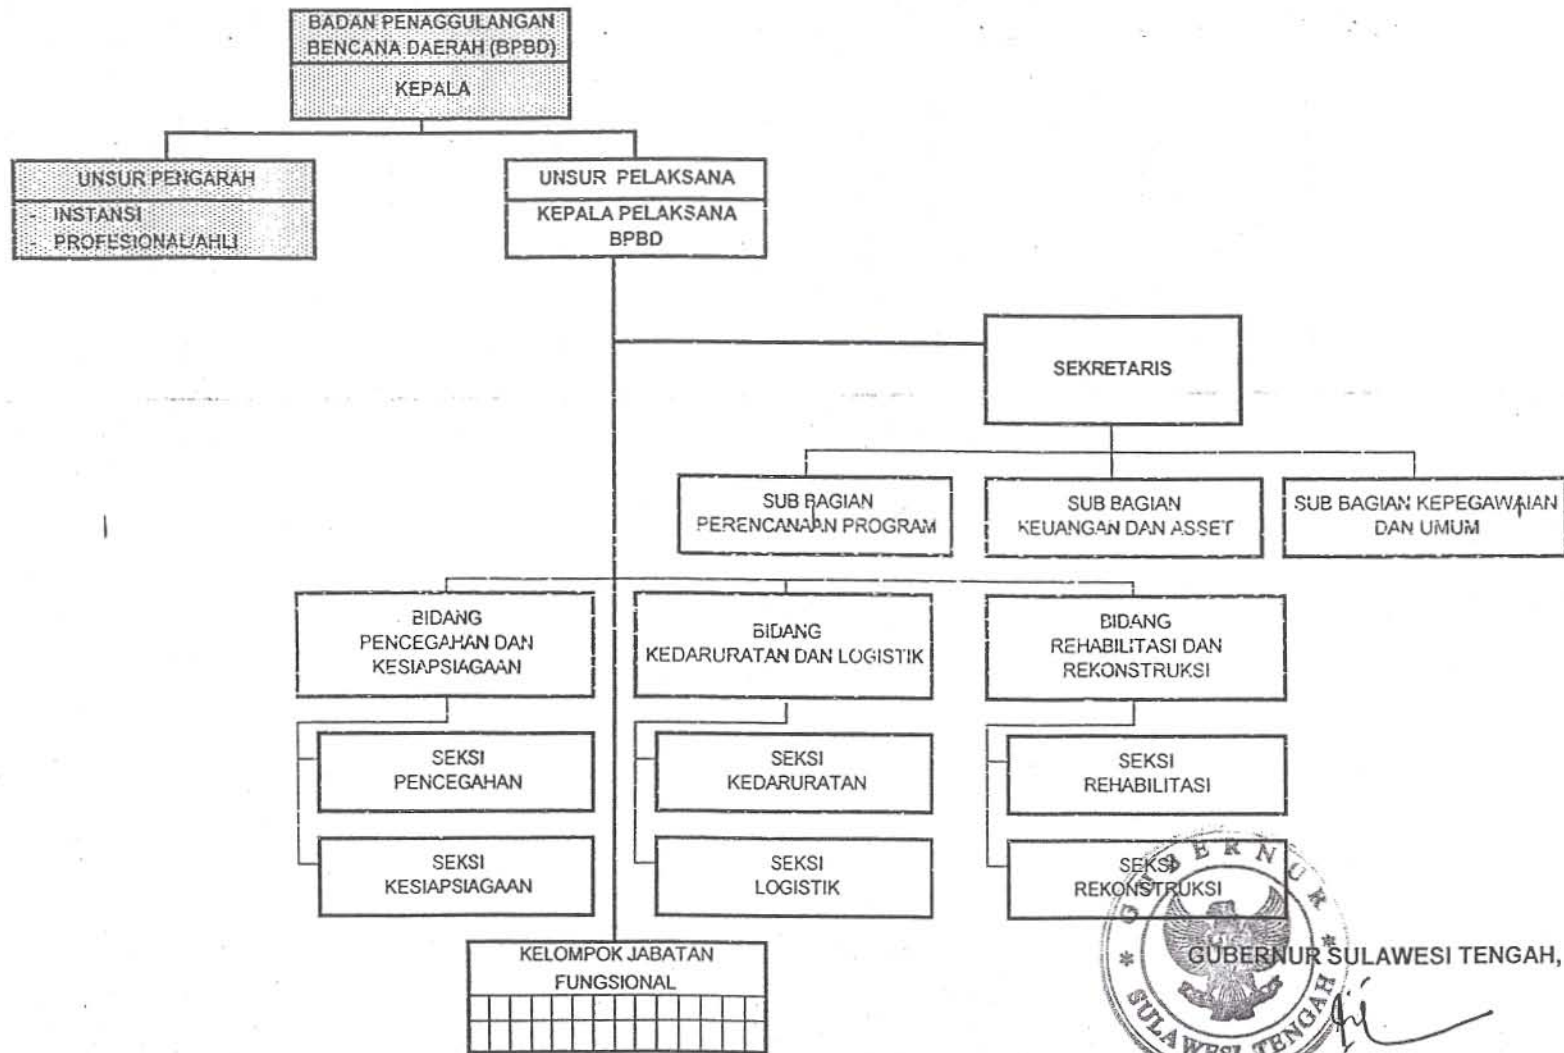 BADAN PENAGGULANGAN
BENCANA DAERAH (BPBD)
KEPALA
UNSUR PENGARAH
- INSTANSI
- PROFESIONAL/AHLI
UNSUR PELAKSANA
KEPALA PELAKSANA
BPBD
SEKRETARIS
SUB BAGIAN
PERENCANAAN PROGRAM
SUB BAGIAN
KEUANGAN DAN ASSET
SUB BAGIAN KEPEGAWAIAN
DAN UMUM
BIDANG
PENCEGAHAN DAN
KESIAPSIAGAAN
BIDANG
KEDARURATAN DAN LOGISTIK
BIDANG
REHABILITASI DAN
REKONSTRUKSI
SEKSI
PENCEGAHAN
SEKSI
KEDARURATAN
SEKSI
REHABILITASI
SEKSI
KESIAPSIAGAAN
SEKSI
LOGISTIK
SEKSI
REKONSTRUKSI
KELOMPOK JABATAN
FUNGSIONAL
GUBERNUR SULAWESI TENGAH,
GUBERNUR
SULAWESI TENGAH